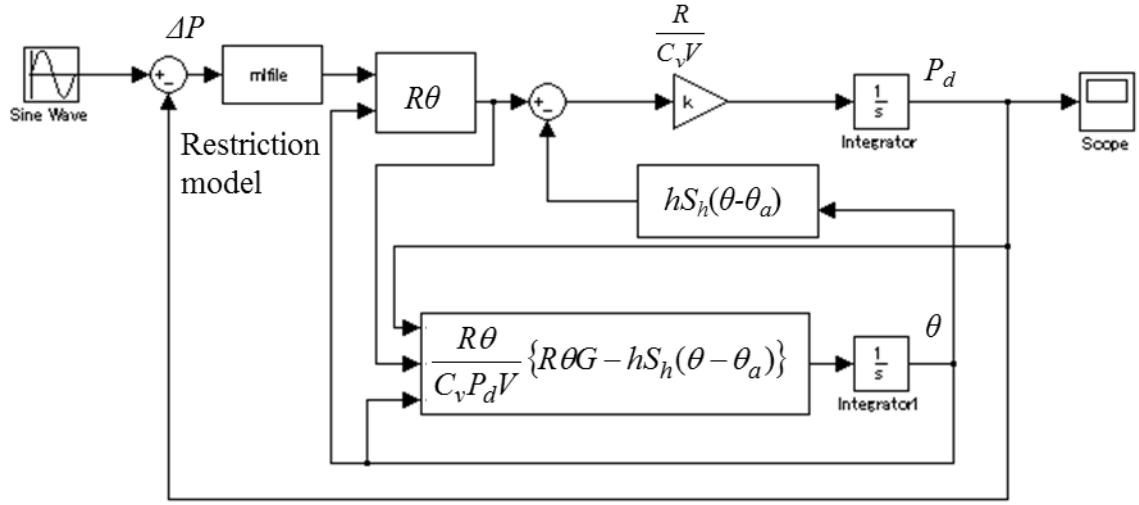 ΔP
R
C_vV
mlfile
Rθ
+
−
+
−
k
1
s
P_d
Sine Wave
Integrator
Scope
Restriction
model
hS_h(θ-θ_a)
Rθ
C_vP_dV
{RθG − hS_h(θ − θ_a)}
θ
1
s
Integrator1